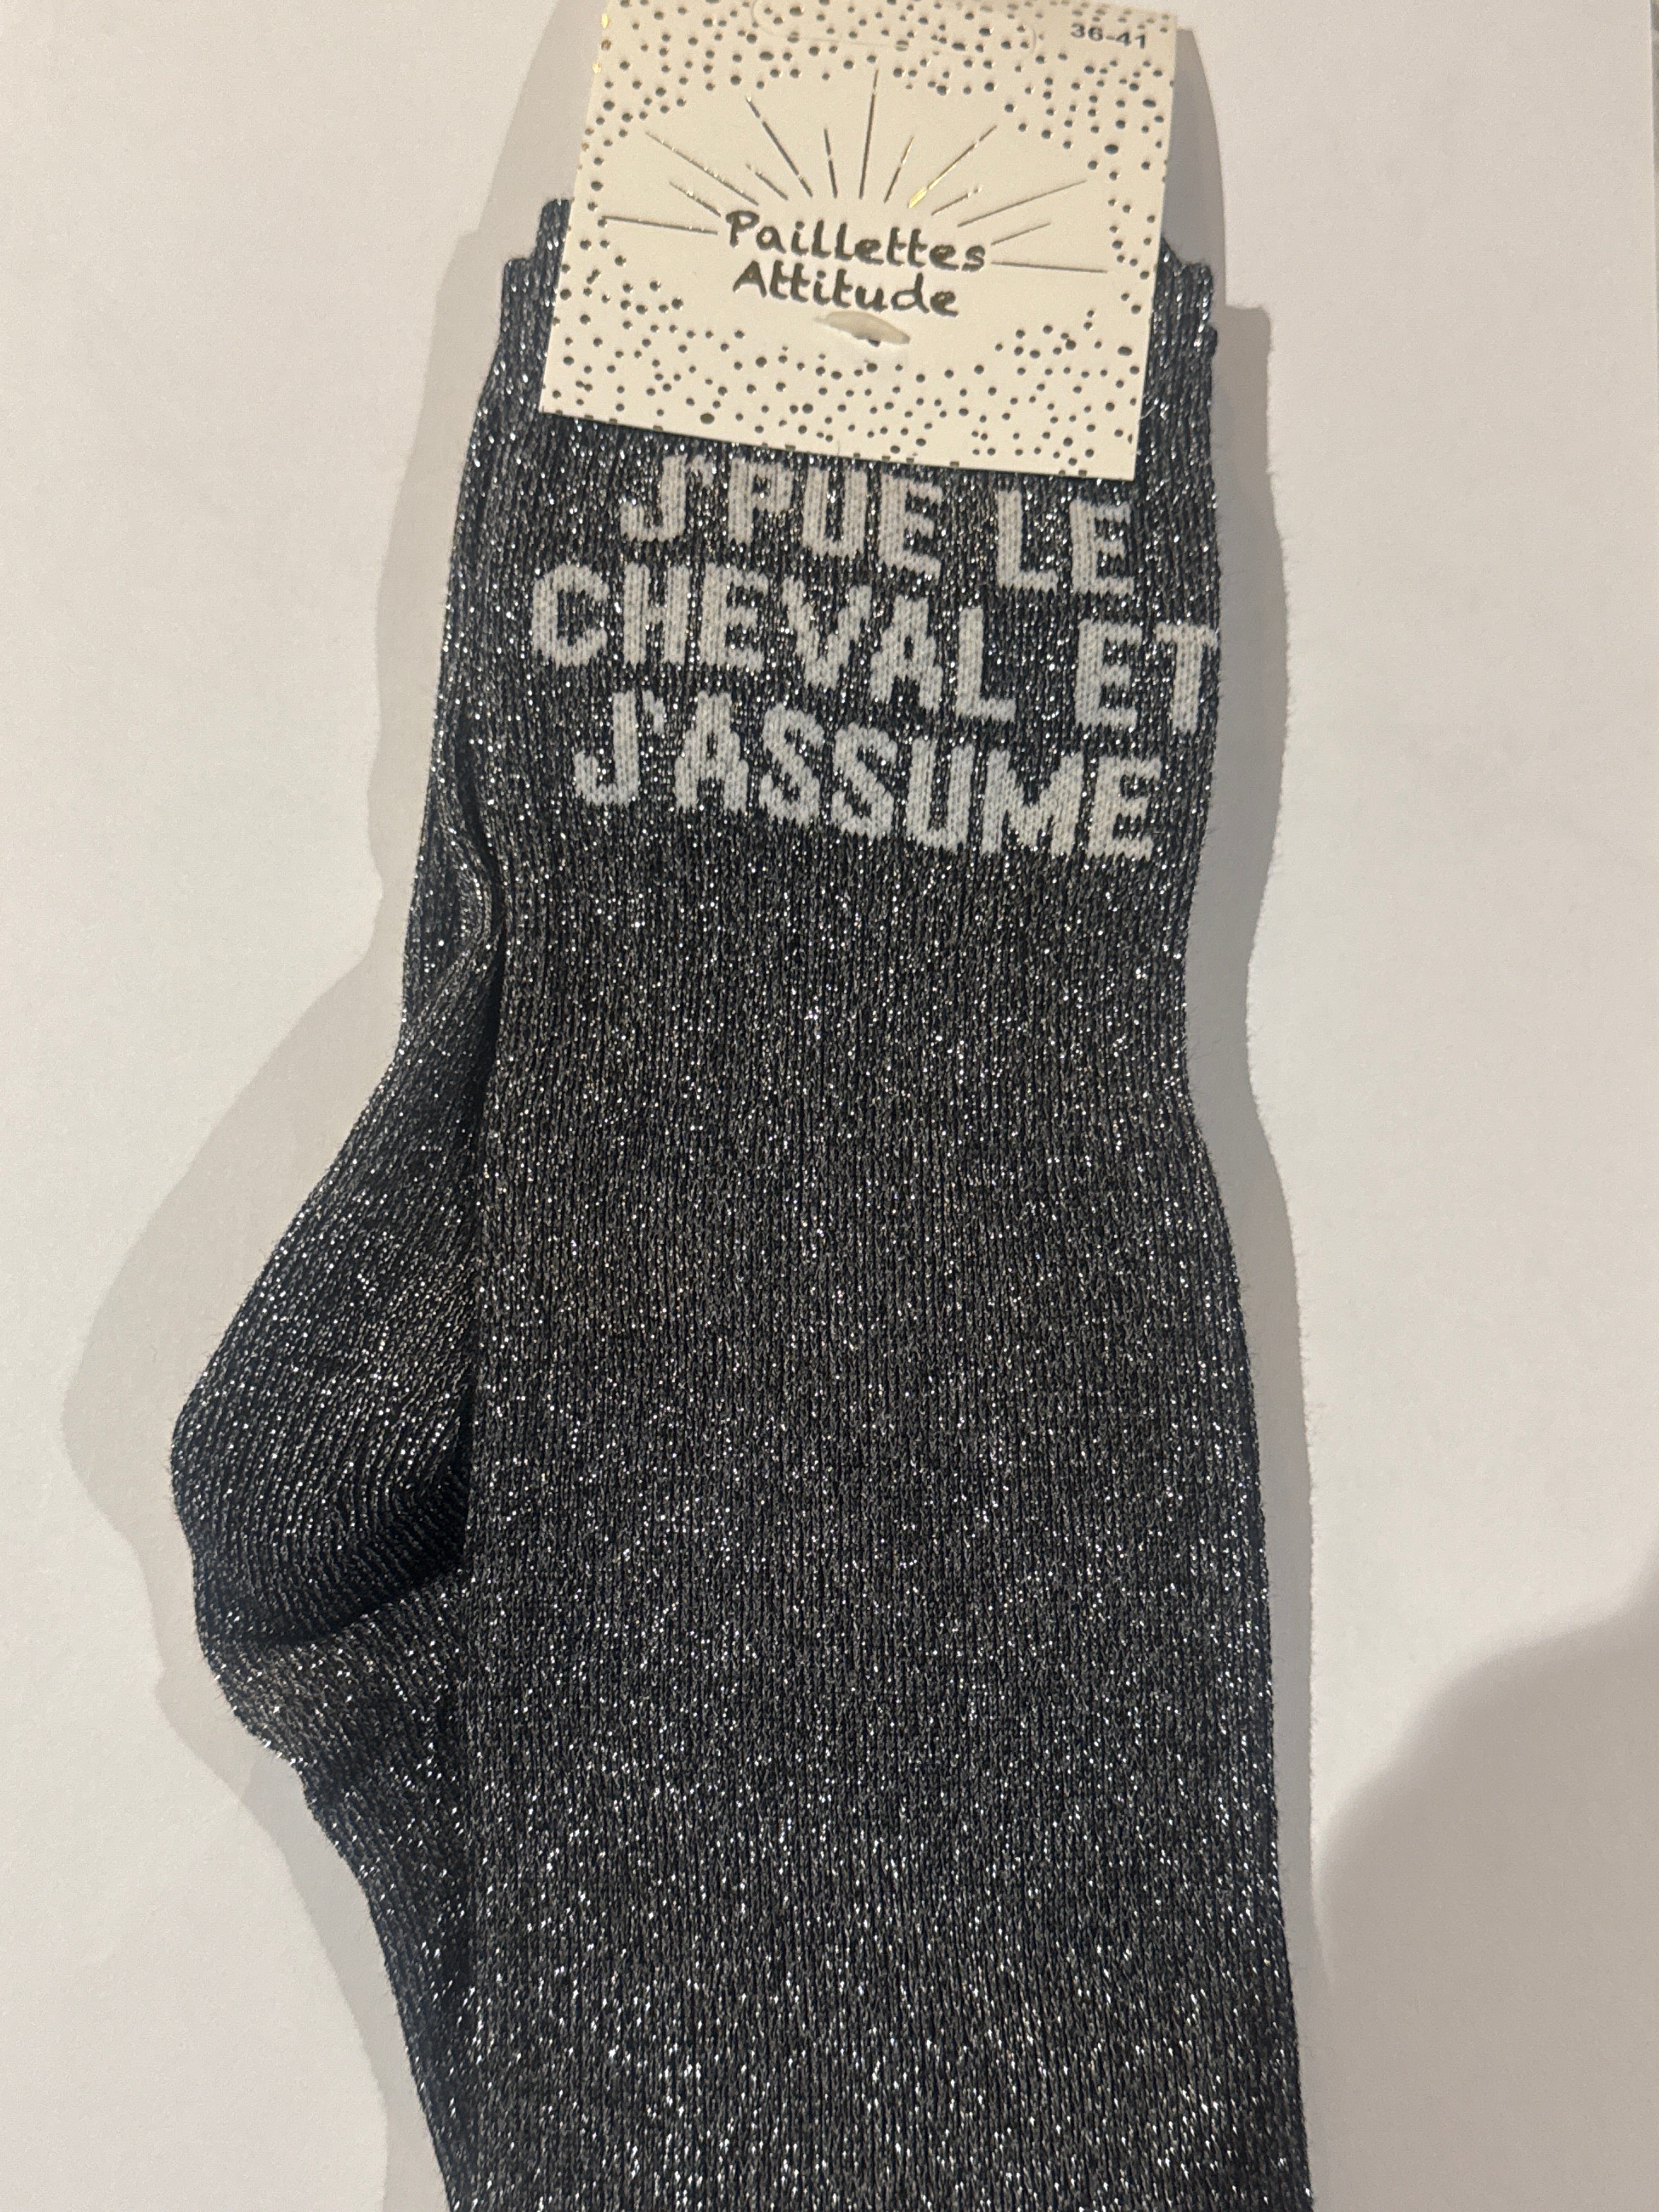 36-41
Paillettes
Attitude
J'PUE LE
CHEVAL ET
J'ASSUME